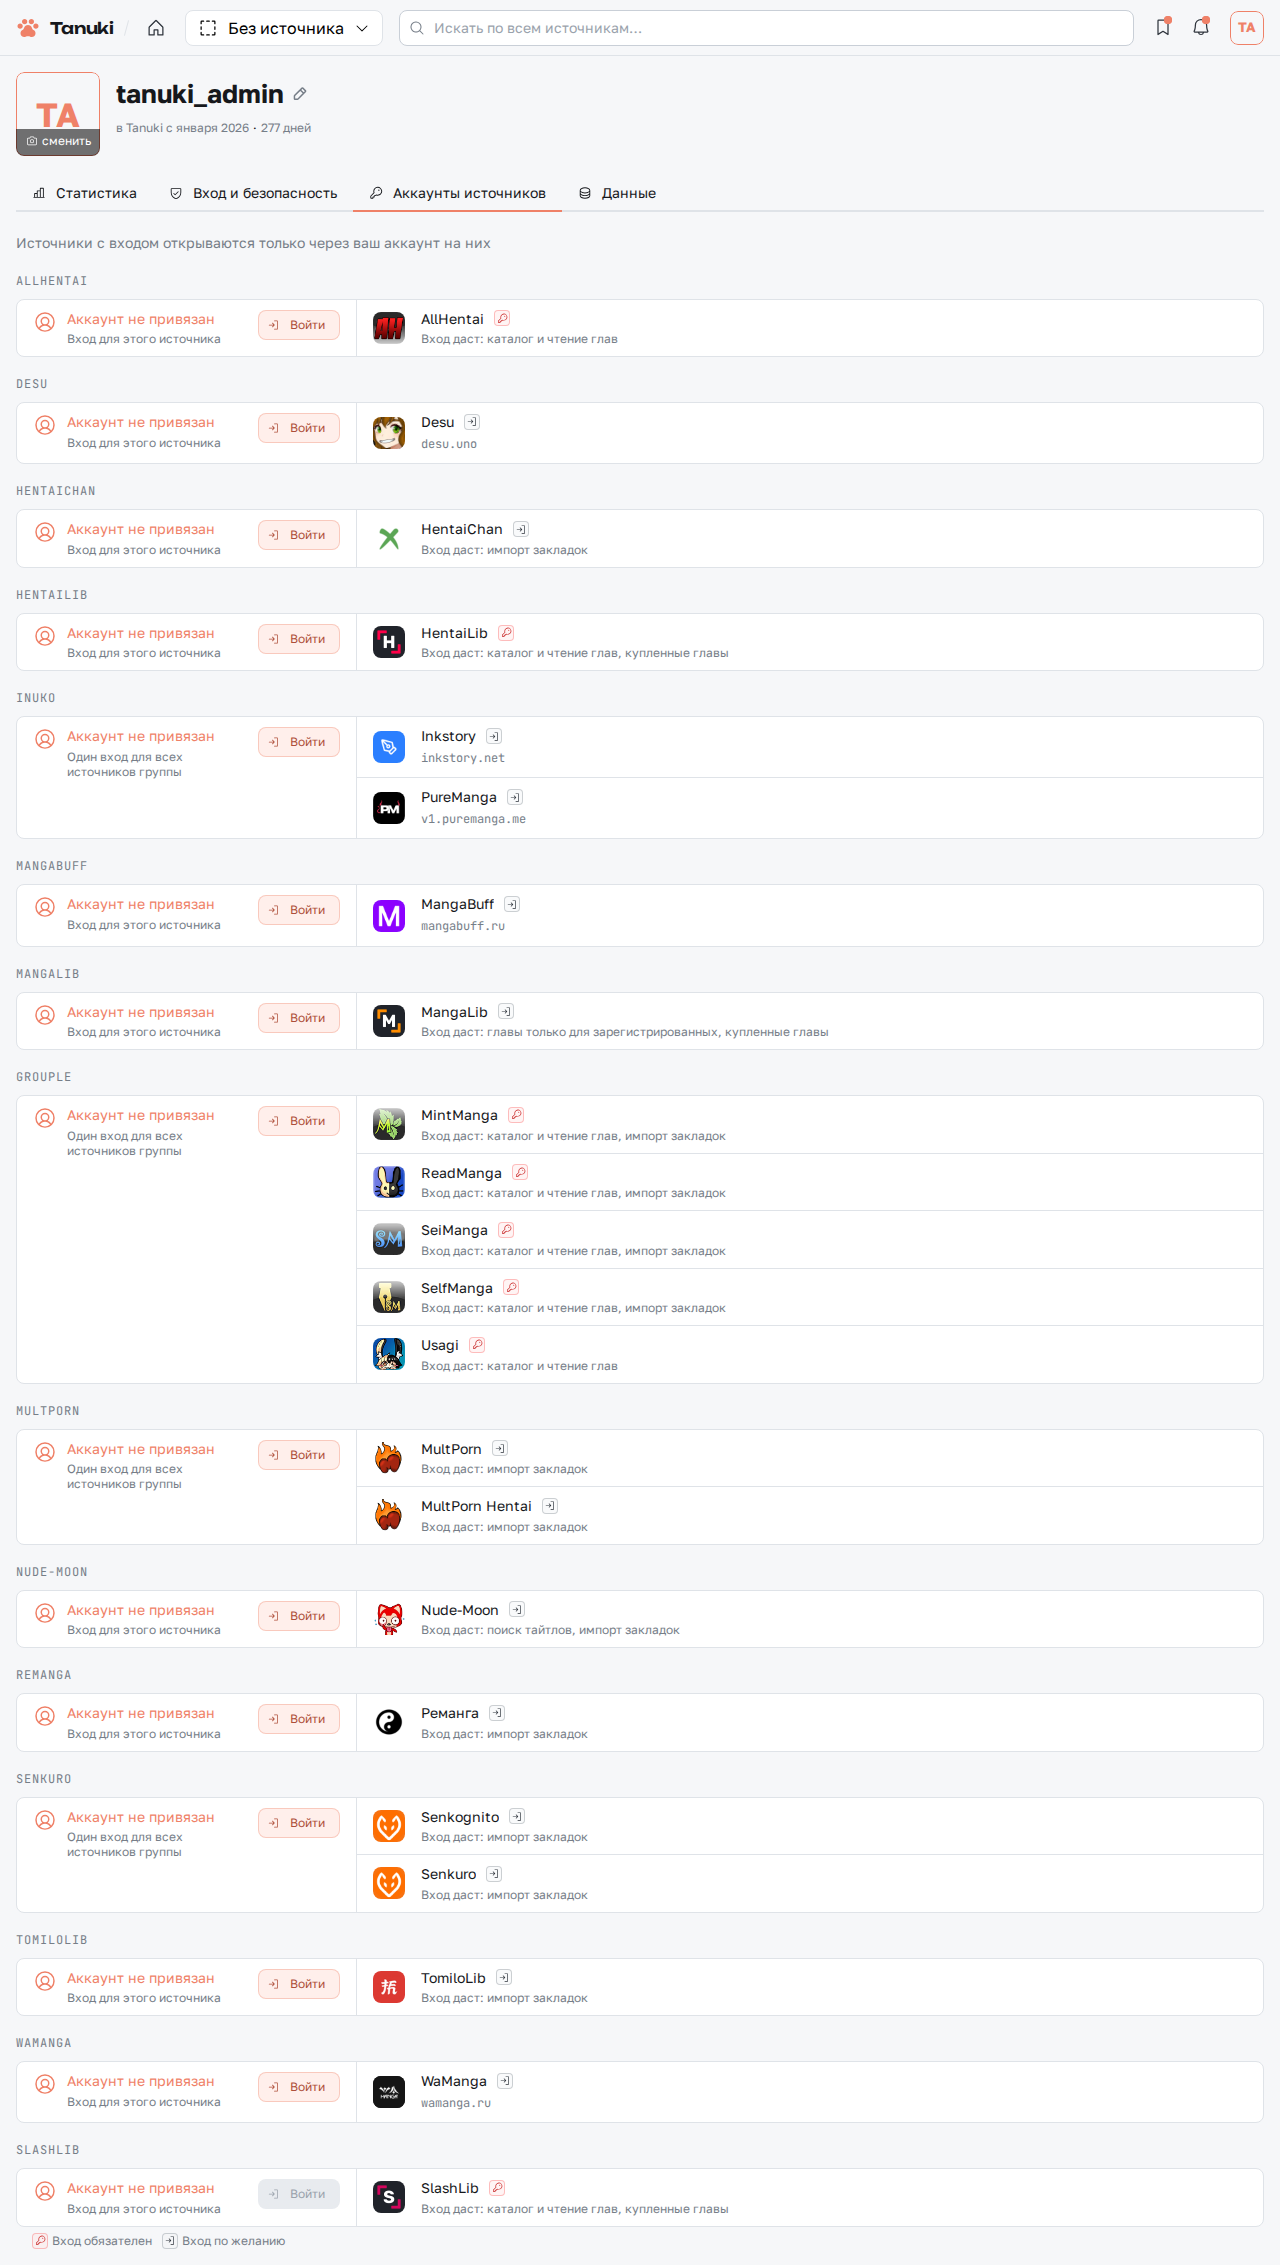 Tanuki /
Без источника
Искать по всем источникам...
TA
TA
сменить
tanuki_admin
в Tanuki с января 2026 · 277 дней
Статистика
Вход и безопасность
Аккаунты источников
Данные
Источники с входом открываются только через ваш аккаунт на них
ALLHENTAI
Аккаунт не привязан
Вход для этого источника
Войти
AllHentai
Вход даст: каталог и чтение глав
DESU
Аккаунт не привязан
Вход для этого источника
Войти
Desu
desu.uno
HENTAICHAN
Аккаунт не привязан
Вход для этого источника
Войти
HentaiChan
Вход даст: импорт закладок
HENTAILIB
Аккаунт не привязан
Вход для этого источника
Войти
H
HentaiLib
Вход даст: каталог и чтение глав, купленные главы
INUKO
Аккаунт не привязан
Один вход для всех
источников группы
Войти
Inkstory
inkstory.net
PM
PureManga
v1.puremanga.me
MANGABUFF
Аккаунт не привязан
Вход для этого источника
Войти
M
MangaBuff
mangabuff.ru
MANGALIB
Аккаунт не привязан
Вход для этого источника
Войти
M
MangaLib
Вход даст: главы только для зарегистрированных, купленные главы
GROUPLE
Аккаунт не привязан
Один вход для всех
источников группы
Войти
MintManga
Вход даст: каталог и чтение глав, импорт закладок
ReadManga
Вход даст: каталог и чтение глав, импорт закладок
SM
SeiManga
Вход даст: каталог и чтение глав, импорт закладок
SM
SelfManga
Вход даст: каталог и чтение глав, импорт закладок
Usagi
Вход даст: каталог и чтение глав
MULTPORN
Аккаунт не привязан
Один вход для всех
источников группы
Войти
MultPorn
Вход даст: импорт закладок
MultPorn Hentai
Вход даст: импорт закладок
NUDE-MOON
Аккаунт не привязан
Вход для этого источника
Войти
Nude-Moon
Вход даст: поиск тайтлов, импорт закладок
REMANGA
Аккаунт не привязан
Вход для этого источника
Войти
Реманга
Вход даст: импорт закладок
SENKURO
Аккаунт не привязан
Один вход для всех
источников группы
Войти
Senkognito
Вход даст: импорт закладок
Senkuro
Вход даст: импорт закладок
TOMILOLIB
Аккаунт не привязан
Вход для этого источника
Войти
TomiloLib
Вход даст: импорт закладок
WAMANGA
Аккаунт не привязан
Вход для этого источника
Войти
WaManga
wamanga.ru
SLASHLIB
Аккаунт не привязан
Вход для этого источника
Войти
S
SlashLib
Вход даст: каталог и чтение глав, купленные главы
Вход обязателен
Вход по желанию